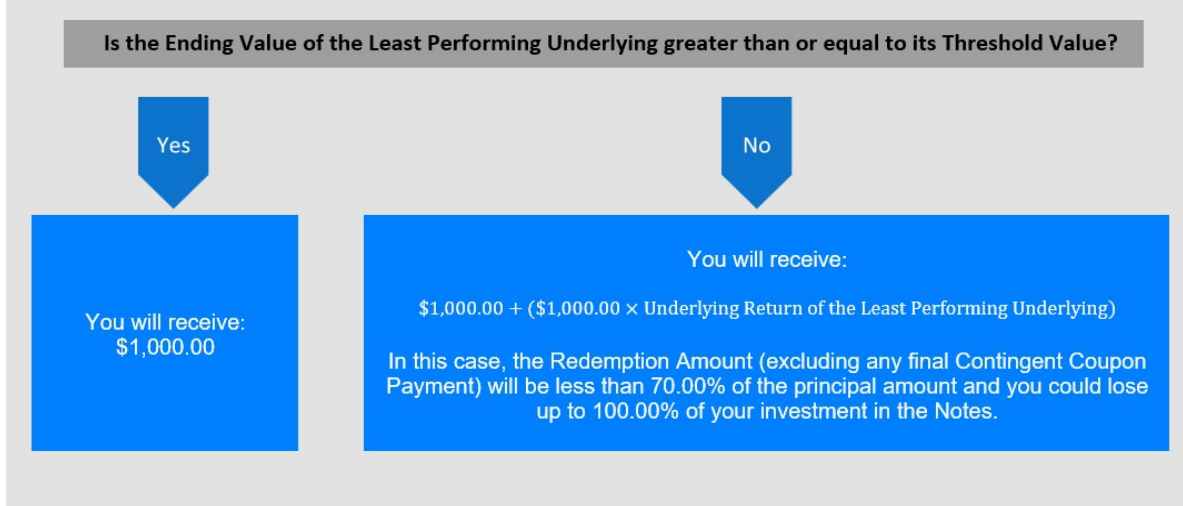 Is the Ending Value of the Least Performing Underlying greater than or equal to its Threshold Value?
Yes
No
You will receive:
$1,000.00
You will receive:
$1,000.00 + ($1,000.00 × Underlying Return of the Least Performing Underlying)
In this case, the Redemption Amount (excluding any final Contingent Coupon
Payment) will be less than 70.00% of the principal amount and you could lose
up to 100.00% of your investment in the Notes.